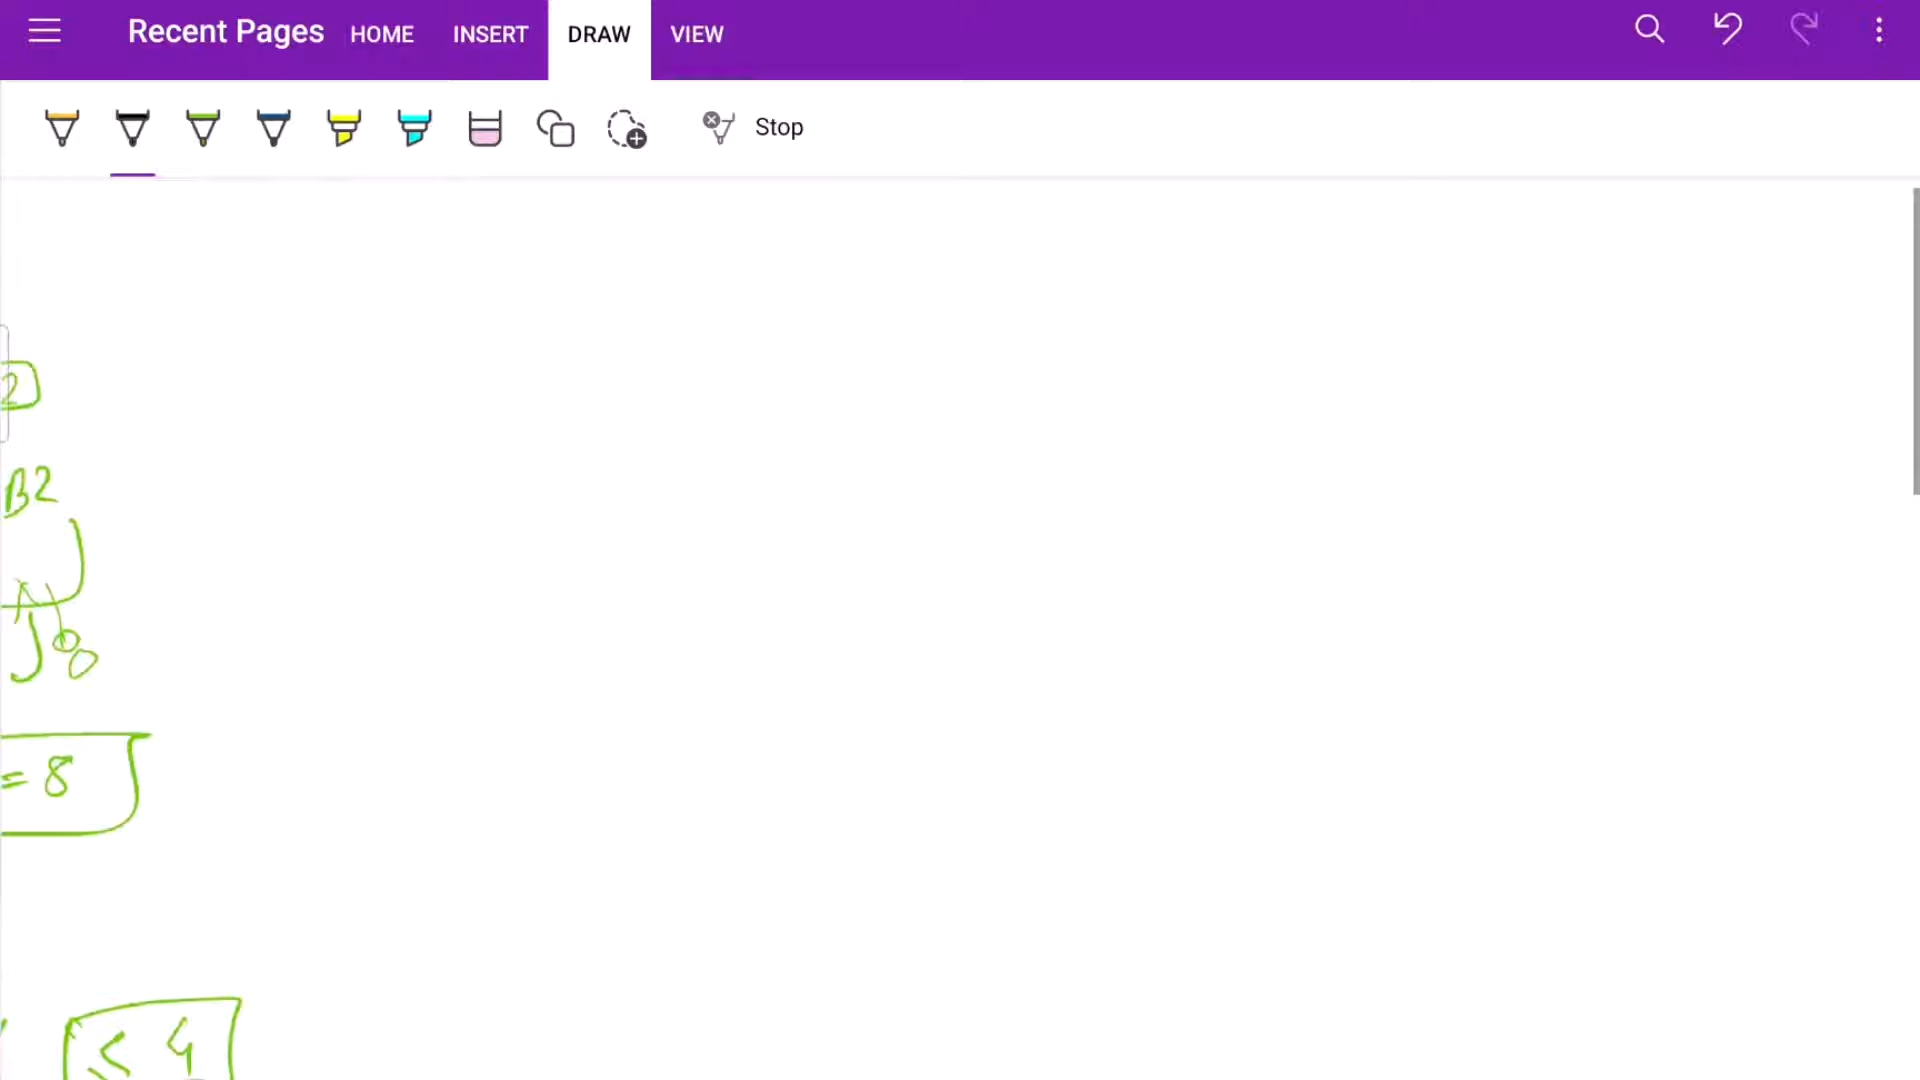 Recent Pages HOME INSERT DRAW VIEW
Stop
2
B2
= 8
≤ 4